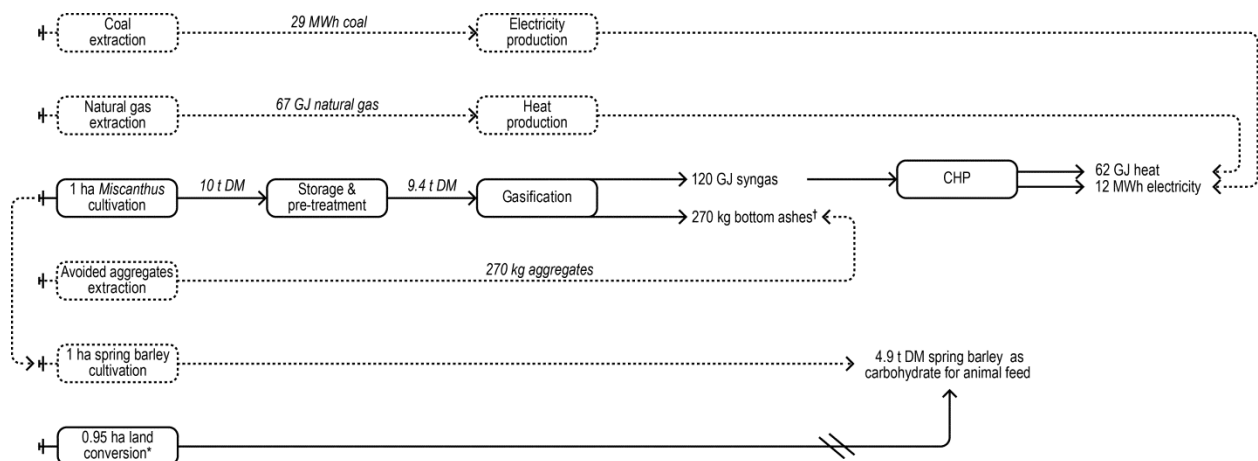 Coal
extraction
29 MWh coal
Electricity
production
Natural gas
extraction
67 GJ natural gas
Heat
production
1 ha Miscanthus
cultivation
10 t DM
Storage &
pre-treatment
9.4 t DM
Gasification
120 GJ syngas
270 kg bottom ashes†
CHP
62 GJ heat
12 MWh electricity
Avoided aggregates
extraction
270 kg aggregates
1 ha spring barley
cultivation
4.9 t DM spring barley as
carbohydrate for animal feed
0.95 ha land
conversion*